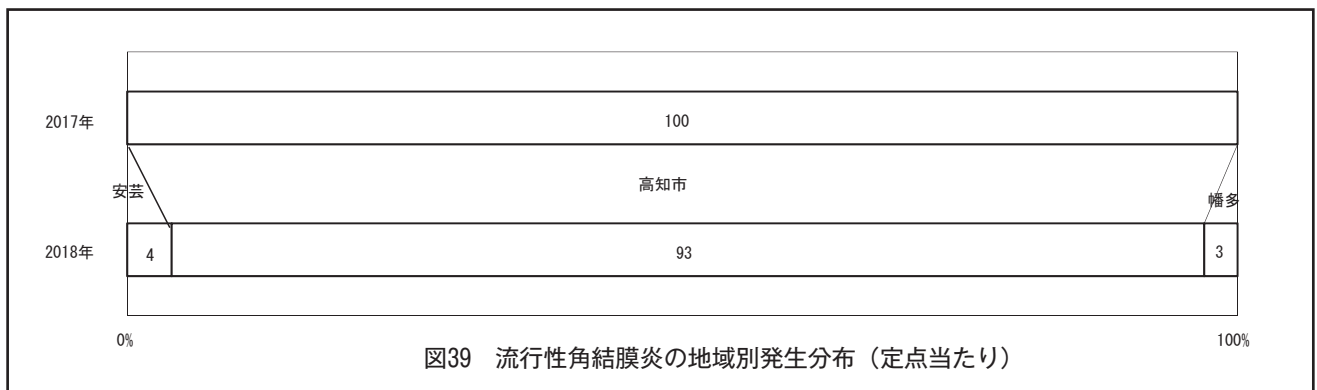 2017年
100
安芸
高知市
幡多
2018年
4
93
3
0%
100%
図39 流行性角結膜炎の地域別発生分布（定点当たり）